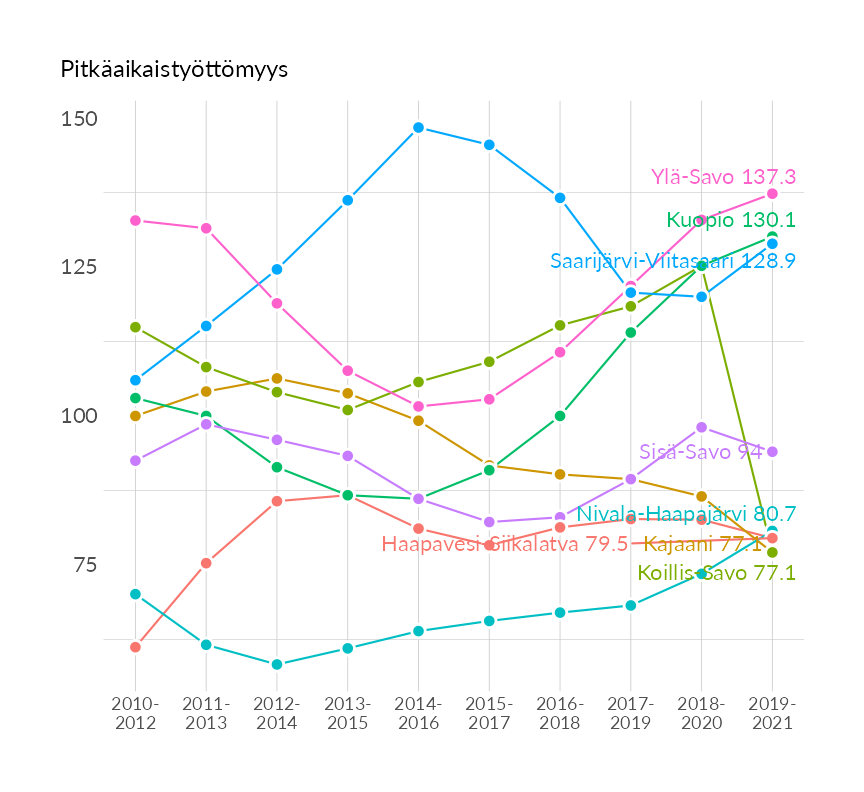 Pitkäaikaistyöttömyys
150
125
100
75
Ylä-Savo 137.3
Kuopio 130.1
Saarijärvi-Viitasaari 128.9
Sisä-Savo 94
Nivala-Haapajärvi 80.7
Haapavesi-Siikalatva 79.5
Kajaani 77.1
Koillis-Savo 77.1
2010-2012
2011-2013
2012-2014
2013-2015
2014-2016
2015-2017
2016-2018
2017-2019
2018-2020
2019-2021